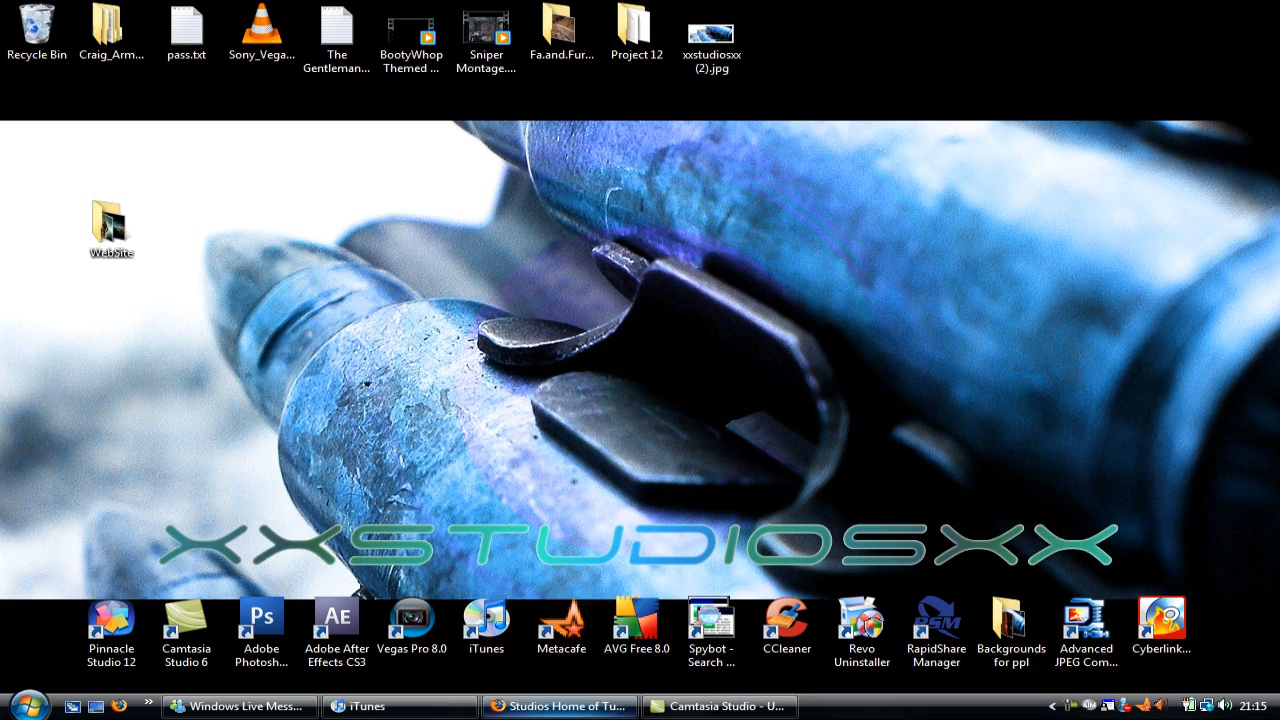 Recycle Bin
Craig_Arm...
pass.txt
Sony_Vega...
The
Gentleman...
BootyWhop
Themed ...
Sniper
Montage....
Fa.and.Fur...
Project 12
xxstudiosxx
(2).jpg
WebSite
XXSTUDIOSXX
Pinnacle
Studio 12
Camtasia
Studio 6
Ps
Adobe
Photosh...
AE
Adobe After
Effects CS3
Vegas Pro 8.0
iTunes
Metacafe
AVG Free 8.0
Spybot -
Search ...
CCleaner
Revo
Uninstaller
RSM
RapidShare
Manager
Backgrounds
for ppl
Advanced
JPEG Com...
Cyberlink...
Windows Live Mess...
iTunes
Studios Home of Tu...
Camtasia Studio - U...
21:15